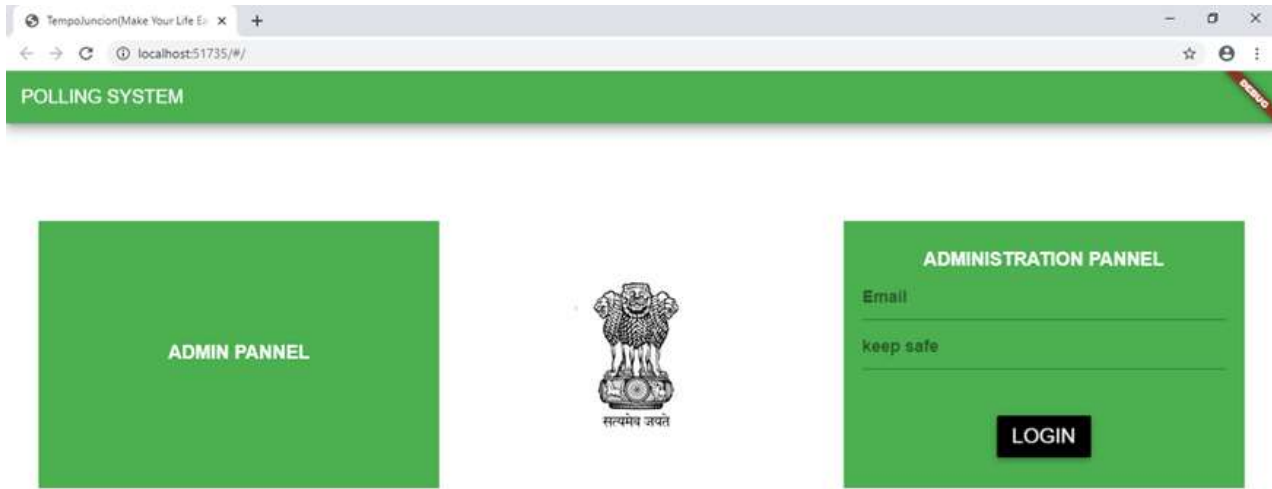 TempoJuncion(Make Your Life Ea
localhost:51735/#/
POLLING SYSTEM
DEBUG
ADMIN PANNEL
सत्यमेव जयते
ADMINISTRATION PANNEL
Email
keep safe
LOGIN